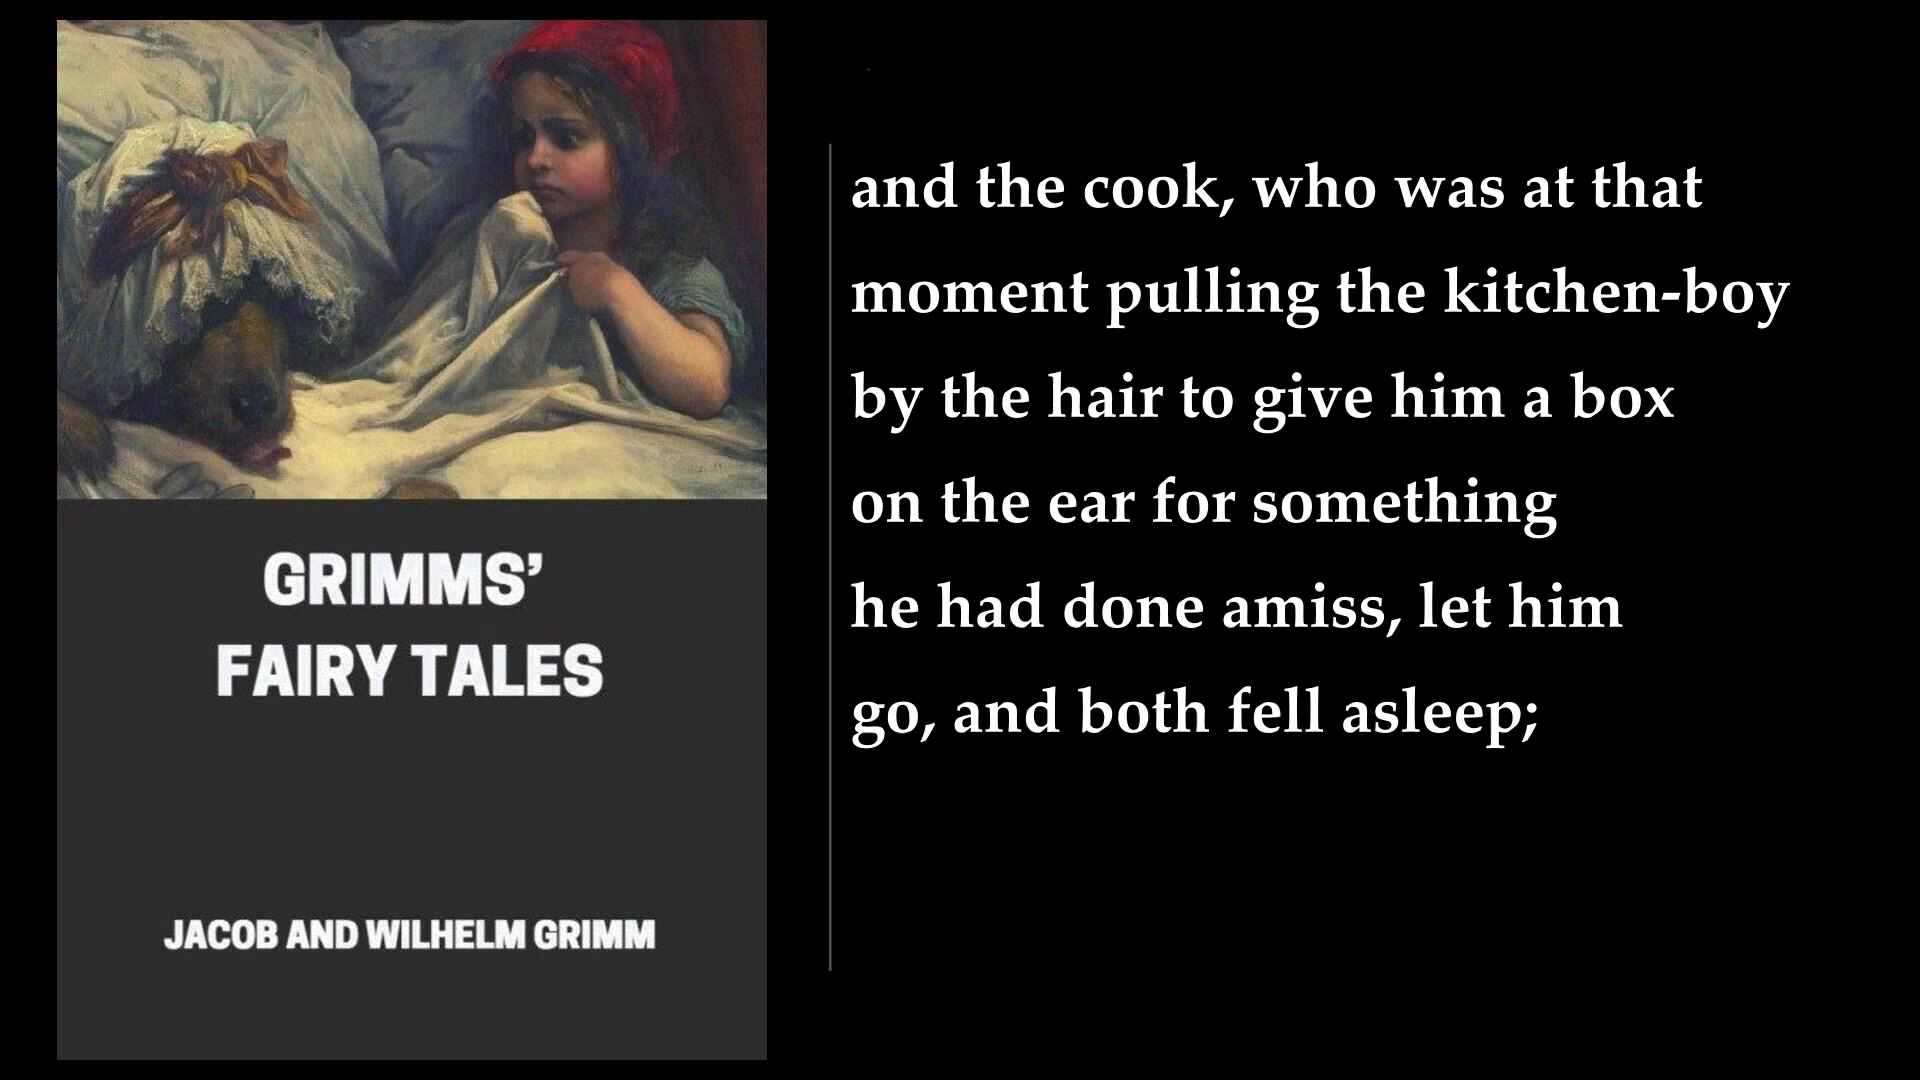 GRIMMS’
FAIRY TALES
JACOB AND WILHELM GRIMM
and the cook, who was at that
moment pulling the kitchen-boy
by the hair to give him a box
on the ear for something
he had done amiss, let him
go, and both fell asleep;